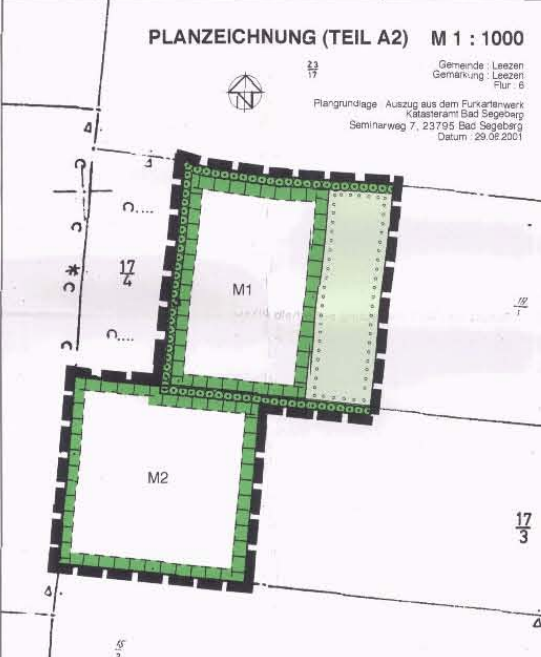 PLANZEICHNUNG (TEIL A2) M 1 : 1000
23
17
Gemeinde : Leezen
Gemarkung : Leezen
Flur : 6
N
Plangrundlage : Auszug aus dem Furkartenwerk
Katasteramt Bad Segeberg
Seminarweg 7, 23795 Bad Segeberg
Datum : 29.06.2001
17
4
M1
M2
17
3